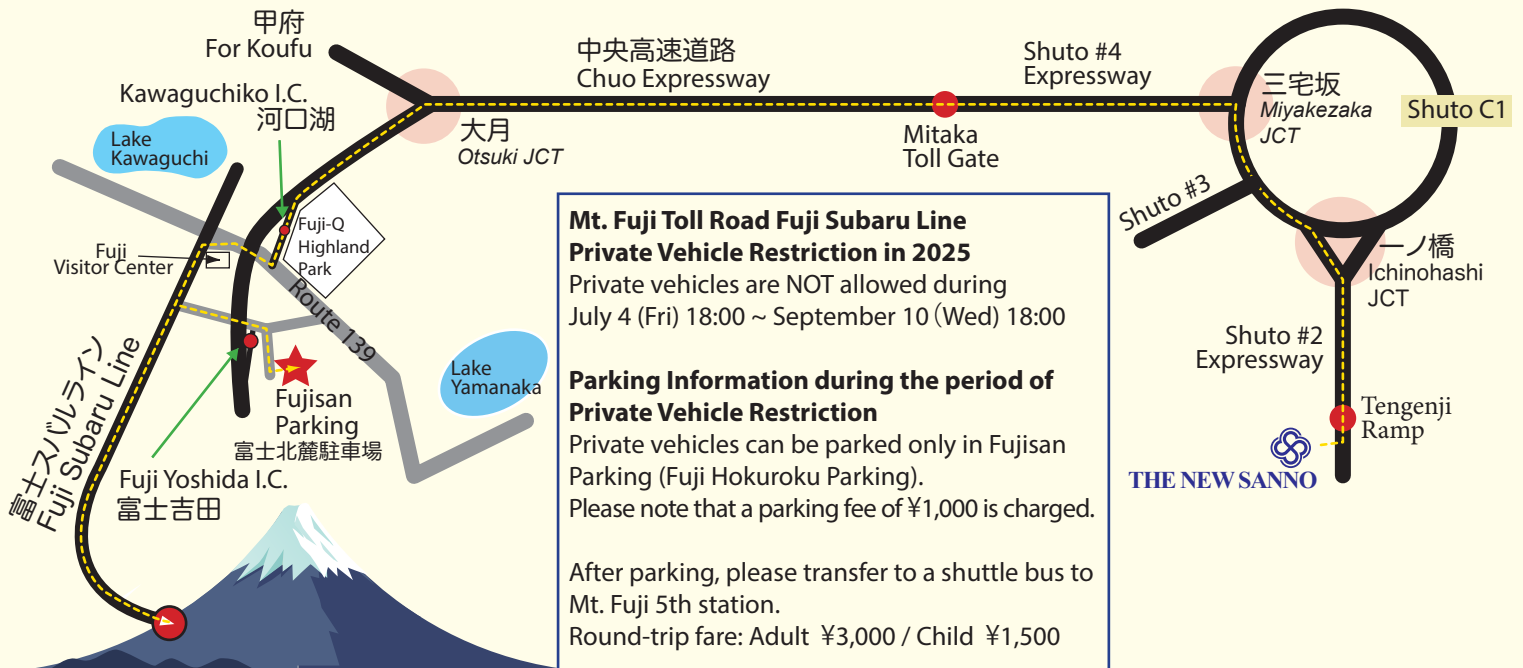 甲府
For Koufu
中央高速道路
Chuo Expressway
Shuto #4
Expressway
三宅坂
Miyakezaka
JCT
Shuto C1
Kawaguchiko I.C.
河口湖
Lake
Kawaguchi
大月
Otsuki JCT
Mitaka
Toll Gate
Shuto #3
Fuji-Q
Highland
Park
Fuji
Visitor Center
Route 139
一ノ橋
Ichinohashi
JCT
Shuto #2
Expressway
Tengenji
Ramp
THE NEW SANNO
Lake
Yamanaka
Fujisan
Parking
富士北麓駐車場
富士スバルライン
Fuji Subaru Line
Fuji Yoshida I.C.
富士吉田
Mt. Fuji Toll Road Fuji Subaru Line
Private Vehicle Restriction in 2025
Private vehicles are NOT allowed during
July 4 (Fri) 18:00 ~ September 10 (Wed) 18:00
Parking Information during the period of
Private Vehicle Restriction
Private vehicles can be parked only in Fujisan
Parking (Fuji Hokuroku Parking).
Please note that a parking fee of ¥1,000 is charged.
After parking, please transfer to a shuttle bus to
Mt. Fuji 5th station.
Round-trip fare: Adult ¥3,000 / Child ¥1,500